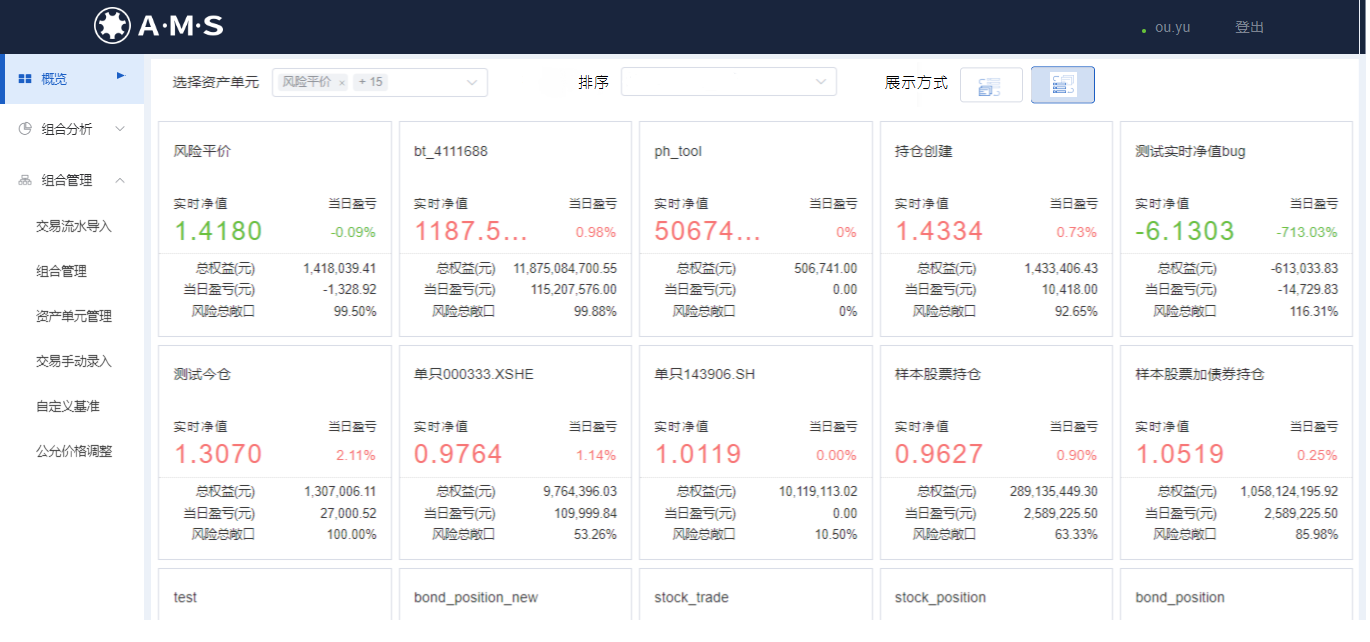 A·M·S
ou.yu
登出
概览
组合分析
组合管理
交易流水导入
组合管理
资产单元管理
交易手动录入
自定义基准
公允价格调整
选择资产单元 风险平价 × + 15
排序
展示方式
风险平价
实时净值 当日盈亏
1.4180 -0.09%
总权益(元) 1,418,039.41
当日盈亏(元) -1,328.92
风险总敞口 99.50%
bt_4111688
实时净值 当日盈亏
1187.5... 0.98%
总权益(元) 11,875,084,700.55
当日盈亏(元) 115,207,576.00
风险总敞口 99.88%
ph_tool
实时净值 当日盈亏
50674... 0%
总权益(元) 506,741.00
当日盈亏(元) 0.00
风险总敞口 0%
持仓创建
实时净值 当日盈亏
1.4334 0.73%
总权益(元) 1,433,406.43
当日盈亏(元) 10,418.00
风险总敞口 92.65%
测试实时净值bug
实时净值 当日盈亏
-6.1303 -713.03%
总权益(元) -613,033.83
当日盈亏(元) -14,729.83
风险总敞口 116.31%
测试今仓
实时净值 当日盈亏
1.3070 2.11%
总权益(元) 1,307,006.11
当日盈亏(元) 27,000.52
风险总敞口 100.00%
单只000333.XSHE
实时净值 当日盈亏
0.9764 1.14%
总权益(元) 9,764,396.03
当日盈亏(元) 109,999.84
风险总敞口 53.26%
单只143906.SH
实时净值 当日盈亏
1.0119 0.00%
总权益(元) 10,119,113.02
当日盈亏(元) 0.00
风险总敞口 10.50%
样本股票持仓
实时净值 当日盈亏
0.9627 0.90%
总权益(元) 289,135,449.30
当日盈亏(元) 2,589,225.50
风险总敞口 63.33%
样本股票加债券持仓
实时净值 当日盈亏
1.0519 0.25%
总权益(元) 1,058,124,195.92
当日盈亏(元) 2,589,225.50
风险总敞口 85.98%
test
bond_position_new
stock_trade
stock_position
bond_position